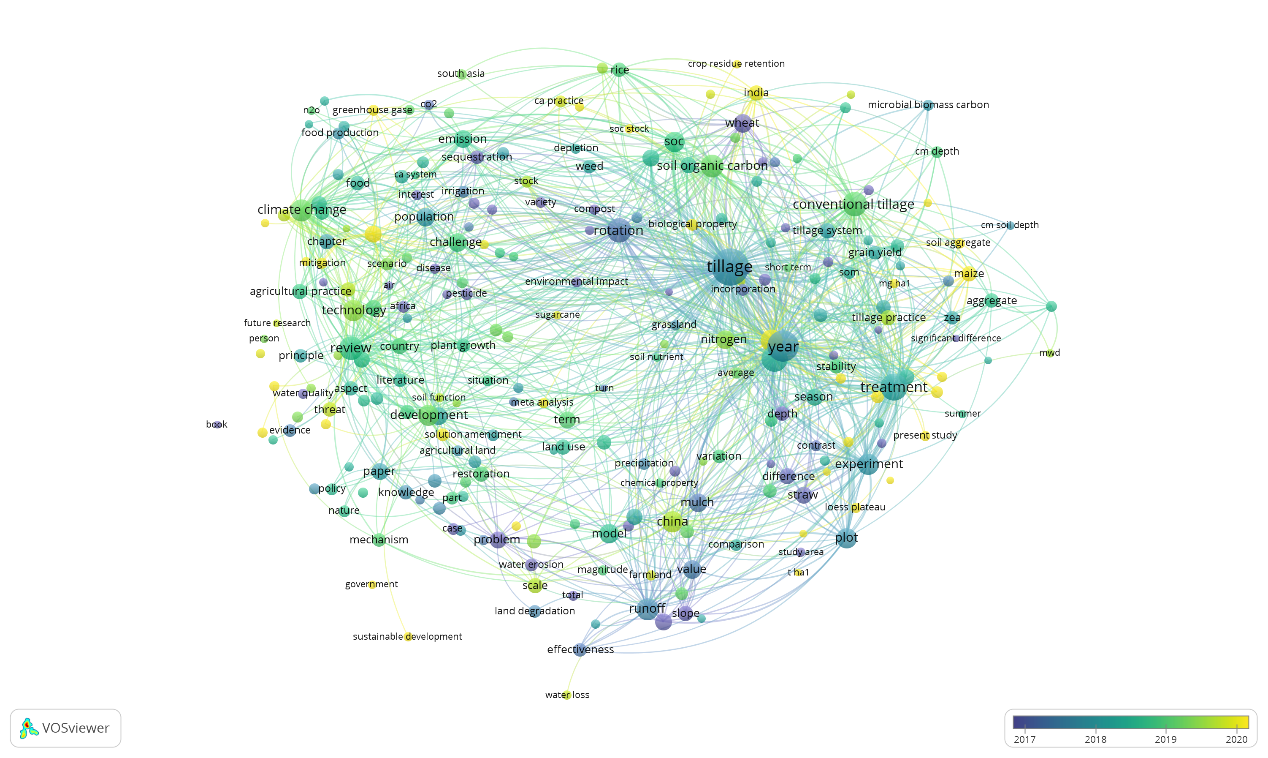 crop residue retention
south asia
rice
india
ca practice
n2o
greenhouse gase
co2
microbial biomass carbon
food production
soc stock
wheat
emission
soc
depletion
cm depth
sequestration
weed
soil organic carbon
ca system
food
stock
interest
irrigation
variety
compost
conventional tillage
climate change
population
biological property
rotation
cm soil depth
tillage system
chapter
challenge
soil aggregate
grain yield
mitigation
scenario
disease
tillage
short term
som
maize
air
environmental impact
mg ha1
agricultural practice
pesticide
incorporation
aggregate
africa
technology
sugarcane
tillage practice
zea
future research
grassland
person
nitrogen
significant difference
review
country
plant growth
year
principle
soil nutrient
mwd
stability
average
literature
situation
aspect
turn
treatment
water quality
soil function
season
meta analysis
threat
development
depth
summer
book
term
evidence
solution amendment
present study
land use
contrast
agricultural land
variation
precipitation
experiment
paper
restoration
difference
chemical property
policy
knowledge
part
straw
mulch
loess plateau
nature
china
case
model
mechanism
problem
plot
comparison
study area
water erosion
magnitude
farmland
value
t ha1
government
scale
total
land degradation
runoff
slope
sustainable development
effectiveness
water loss
VOSviewer
2017
2018
2019
2020